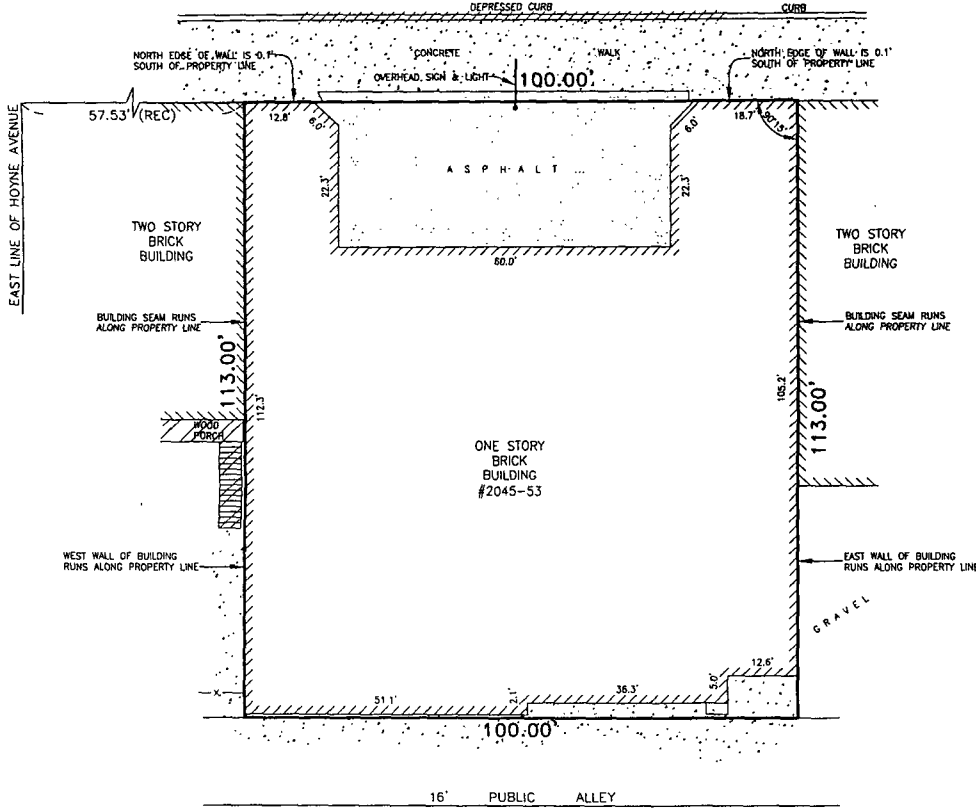 DEPRESSED CURB
CURB
NORTH EDGE OF WALL IS 0.1'
SOUTH OF PROPERTY LINE
CONCRETE WALK
NORTH EDGE OF WALL IS 0.1'
SOUTH OF PROPERTY LINE
OVERHEAD SIGN & LIGHT
100.00'
57.53' (REC)
12.8'
6.0'
6.0'
18.7'
90°15'
EAST LINE OF HOYNE AVENUE
ASPHALT
22.3'
22.3'
TWO STORY
BRICK
BUILDING
TWO STORY
BRICK
BUILDING
60.0'
BUILDING SEAM RUNS
ALONG PROPERTY LINE
BUILDING SEAM RUNS
ALONG PROPERTY LINE
113.00'
112.3'
105.2'
113.00'
WOOD
PORCH
ONE STORY
BRICK
BUILDING
#2045-53
WEST WALL OF BUILDING
RUNS ALONG PROPERTY LINE
EAST WALL OF BUILDING
RUNS ALONG PROPERTY LINE
GRAVEL
12.6'
X
51.1'
2.1'
36.3'
5.0'
100.00'
16' PUBLIC ALLEY